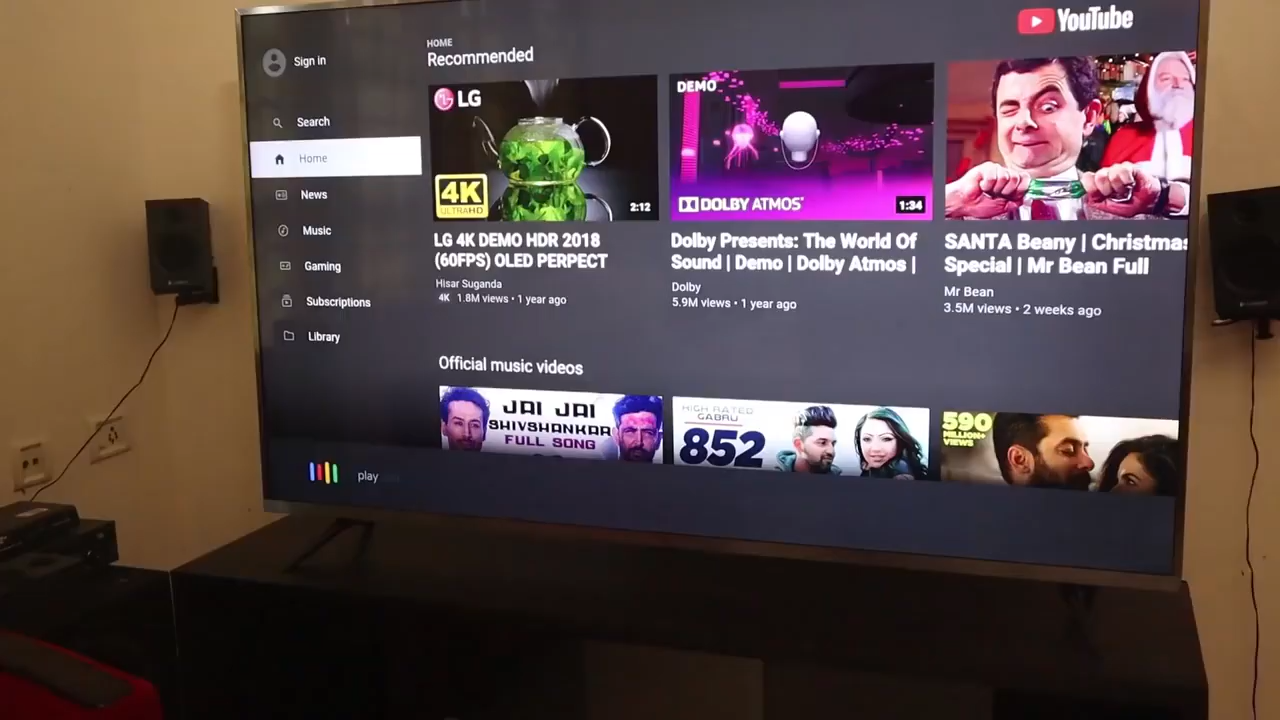 YouTube
Sign in
Search
Home
News
Music
Gaming
Subscriptions
Library
HOME
Recommended
LG
4K
ULTRAHD
2:12
LG 4K DEMO HDR 2018
(60FPS) OLED PERPECT
Hisar Suganda
4K 1.8M views • 1 year ago
DEMO
DOLBY ATMOS
1:34
Dolby Presents: The World Of
Sound | Demo | Dolby Atmos |
Dolby
5.9M views • 1 year ago
SANTA Beany | Christmas
Special | Mr Bean Full
Mr Bean
3.5M views • 2 weeks ago
Official music videos
JAI JAI
SHIVSHANKAR
FULL SONG
HIGH RATED
GABRU
852
590
MILLION+
VIEWS
play